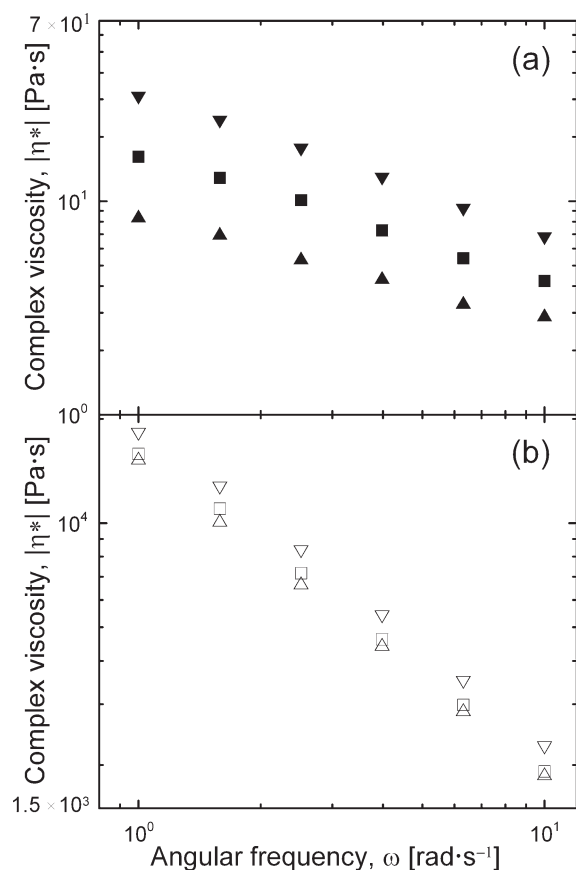 7 × 10¹
(a)
Complex viscosity, |η*| [Pa·s]
10¹
10⁰
(b)
Complex viscosity, |η*| [Pa·s]
10⁴
1.5 × 10³
10⁰
10¹
Angular frequency, ω [rad·s⁻¹]